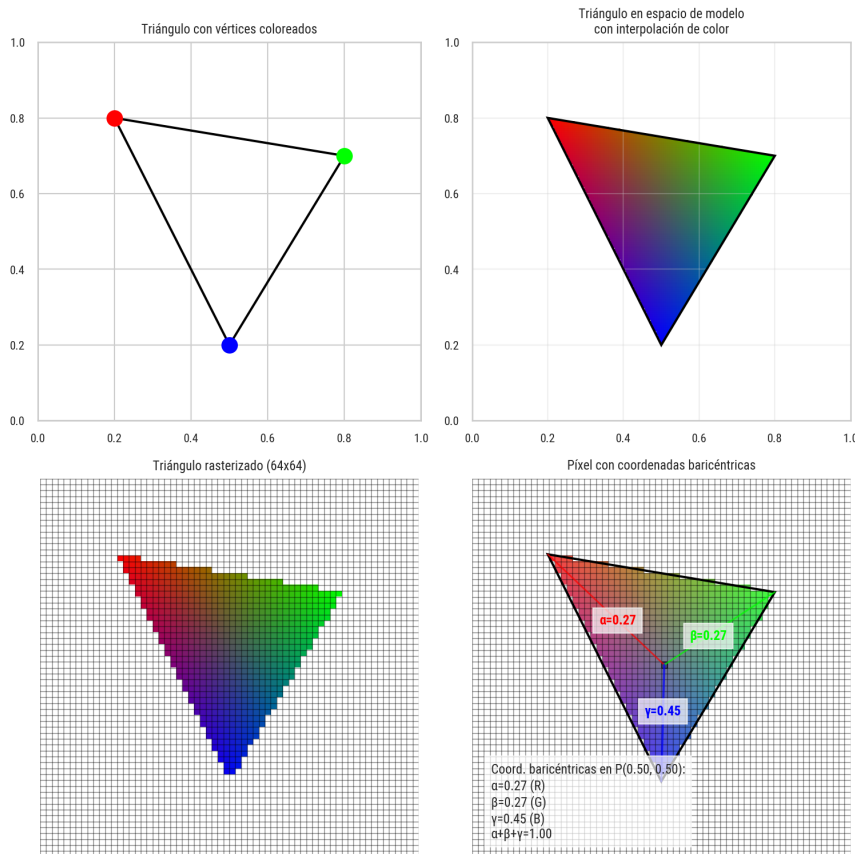 Triángulo con vértices coloreados
1.0
0.8
0.6
0.4
0.2
0.0
0.0 0.2 0.4 0.6 0.8 1.0
Triángulo en espacio de modelo
con interpolación de color
1.0
0.8
0.6
0.4
0.2
0.0
0.0 0.2 0.4 0.6 0.8 1.0
Triángulo rasterizado (64x64)
Píxel con coordenadas baricéntricas
α=0.27
β=0.27
γ=0.45
Coord. baricéntricas en P(0.50, 0.50):
α=0.27 (R)
β=0.27 (G)
γ=0.45 (B)
α+β+γ=1.00